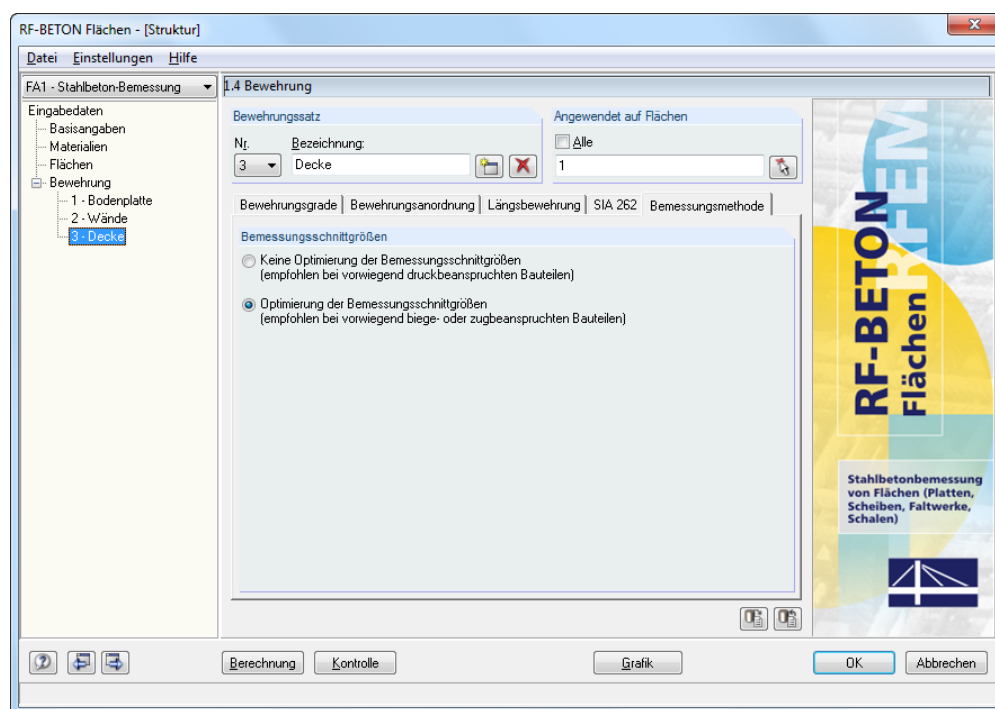 RF-BETON Flächen - [Struktur]
Datei Einstellungen Hilfe
FA1 - Stahlbeton-Bemessung
Eingabedaten
Basisangaben
Materialien
Flächen
Bewehrung
1 - Bodenplatte
2 - Wände
3 - Decke
1.4 Bewehrung
Bewehrungssatz
Nr. Bezeichnung:
3 Decke
Angewendet auf Flächen
Alle
1
Bewehrungsgrade Bewehrungsanordnung Längsbewehrung SIA 262 Bemessungsmethode
Bemessungsschnittgrößen
Keine Optimierung der Bemessungsschnittgrößen
(empfohlen bei vorwiegend druckbeanspruchten Bauteilen)
Optimierung der Bemessungsschnittgrößen
(empfohlen bei vorwiegend biege- oder zugbeanspruchten Bauteilen)
RFEM
RF-BETON
Flächen
Stahlbetonbemessung
von Flächen (Platten,
Scheiben, Faltwerke,
Schalen)
Berechnung Kontrolle Grafik OK Abbrechen